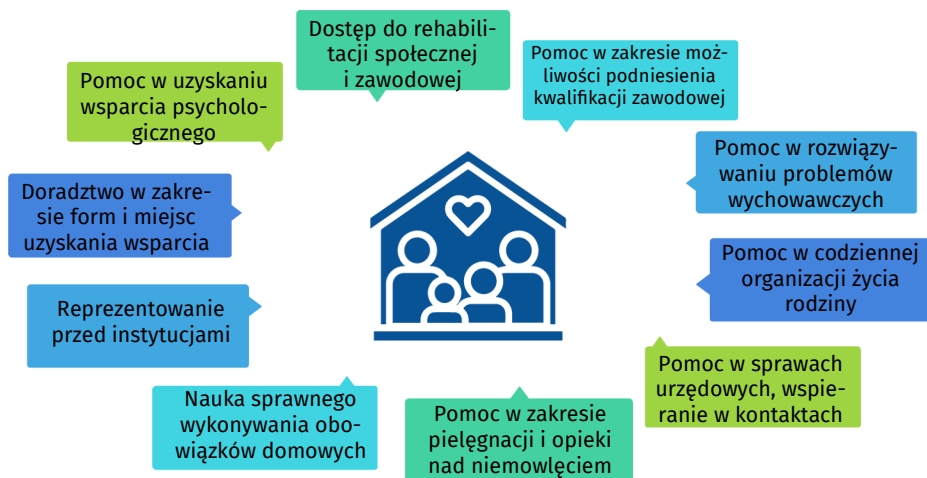 Dostęp do rehabili-
tacji społecznej
i zawodowej
Pomoc w zakresie moż-
liwości podniesienia
kwalifikacji zawodowej
Pomoc w uzyskaniu
wsparcia psycholo-
gicznego
Pomoc w rozwiązy-
waniu problemów
wychowawczych
Doradztwo w zakre-
sie form i miejsc
uzyskania wsparcia
Pomoc w codziennej
organizacji życia
rodziny
Reprezentowanie
przed instytucjami
Pomoc w sprawach
urzędowych, wspie-
ranie w kontaktach
Nauka sprawnego
wykonywania obo-
wiązków domowych
Pomoc w zakresie
pielęgnacji i opieki
nad niemowlęciem